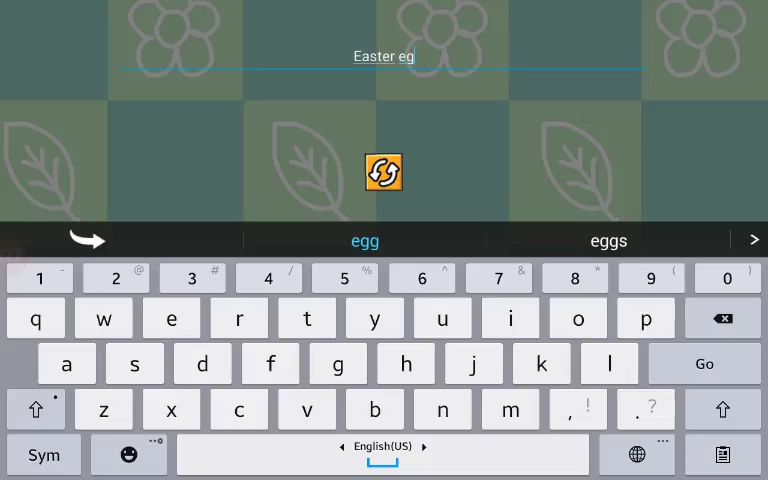 Easter eg
egg eggs >
1 - 2 @ 3 # 4 / 5 % 6 ^ 7 & 8 * 9 ( 0 )
q w e r t y u i o p
a s d f g h j k l Go
z x c v b n m , ! . ?
Sym English(US)